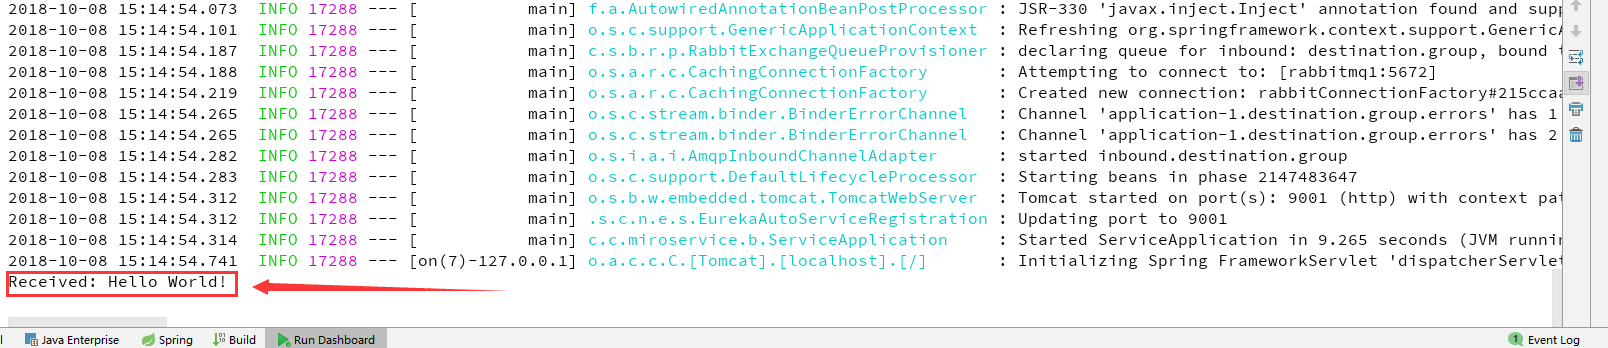 2018-10-08 15:14:54.073  INFO 17288 --- [           main] f.a.AutowiredAnnotationBeanPostProcessor : JSR-330 'javax.inject.Inject' annotation found and supp
2018-10-08 15:14:54.101  INFO 17288 --- [           main] o.s.c.support.GenericApplicationContext  : Refreshing org.springframework.context.support.GenericA
2018-10-08 15:14:54.187  INFO 17288 --- [           main] c.s.b.r.p.RabbitExchangeQueueProvisioner : declaring queue for inbound: destination.group, bound t
2018-10-08 15:14:54.188  INFO 17288 --- [           main] o.s.a.r.c.CachingConnectionFactory       : Attempting to connect to: [rabbitmq1:5672]
2018-10-08 15:14:54.219  INFO 17288 --- [           main] o.s.a.r.c.CachingConnectionFactory       : Created new connection: rabbitConnectionFactory#215ccaa
2018-10-08 15:14:54.265  INFO 17288 --- [           main] o.s.c.stream.binder.BinderErrorChannel   : Channel 'application-1.destination.group.errors' has 1
2018-10-08 15:14:54.265  INFO 17288 --- [           main] o.s.c.stream.binder.BinderErrorChannel   : Channel 'application-1.destination.group.errors' has 2
2018-10-08 15:14:54.282  INFO 17288 --- [           main] o.s.i.a.i.AmqpInboundChannelAdapter      : started inbound.destination.group
2018-10-08 15:14:54.283  INFO 17288 --- [           main] o.s.c.support.DefaultLifecycleProcessor  : Starting beans in phase 2147483647
2018-10-08 15:14:54.312  INFO 17288 --- [           main] o.s.b.w.embedded.tomcat.TomcatWebServer  : Tomcat started on port(s): 9001 (http) with context pat
2018-10-08 15:14:54.312  INFO 17288 --- [           main] .s.c.n.e.s.EurekaAutoServiceRegistration : Updating port to 9001
2018-10-08 15:14:54.314  INFO 17288 --- [           main] c.c.miroservice.b.ServiceApplication     : Started ServiceApplication in 9.265 seconds (JVM runnin
2018-10-08 15:14:54.741  INFO 17288 --- [on(7)-127.0.0.1] o.a.c.c.C.[Tomcat].[localhost].[/]       : Initializing Spring FrameworkServlet 'dispatcherServlet
Received: Hello World!
Java Enterprise Spring Build Run Dashboard 1 Event Log